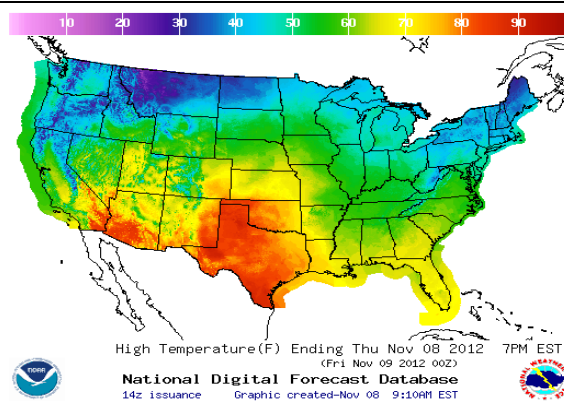 10 20 30 40 50 60 70 80 90
High Temperature(F) Ending Thu Nov 08 2012 7PM EST
(Fri Nov 09 2012 00Z)
National Digital Forecast Database
14z issuance Graphic created-Nov 08 9:10AM EST
NOAA